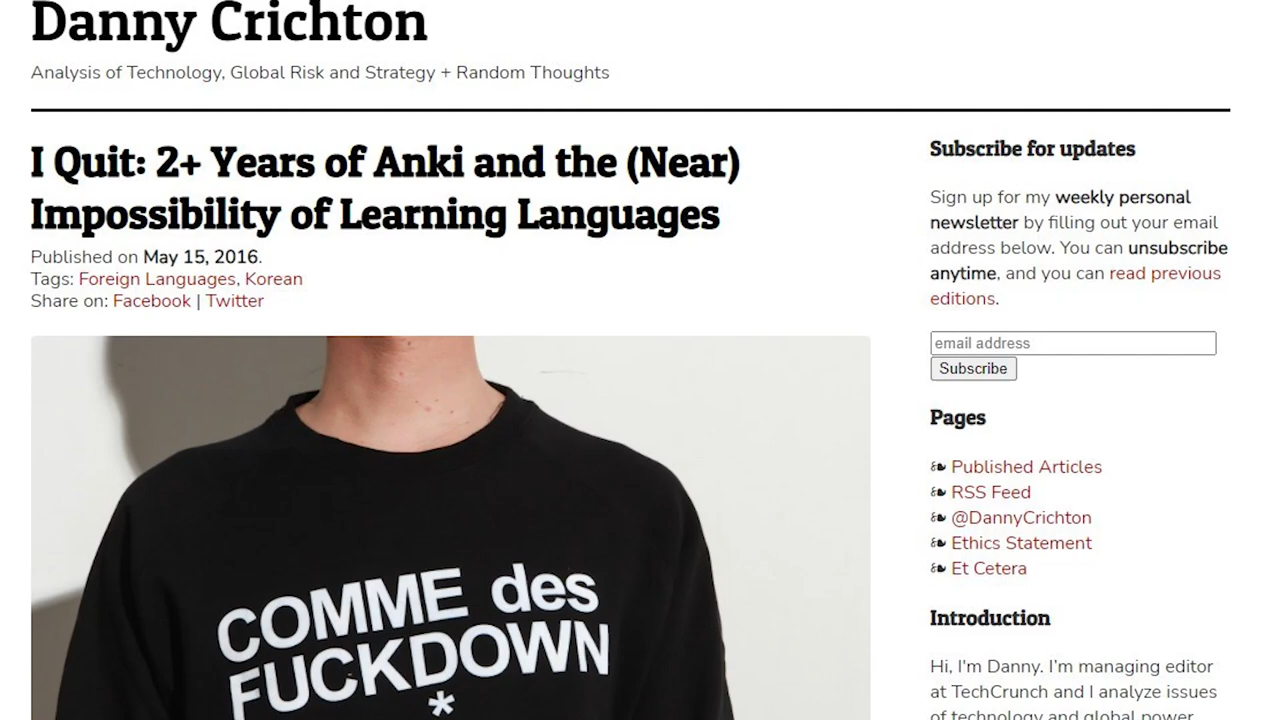 Danny Crichton
Analysis of Technology, Global Risk and Strategy + Random Thoughts
I Quit: 2+ Years of Anki and the (Near)
Impossibility of Learning Languages
Published on May 15, 2016.
Tags: Foreign Languages, Korean
Share on: Facebook | Twitter
COMME des
FUCKDOWN
*
Subscribe for updates
Sign up for my weekly personal
newsletter by filling out your email
address below. You can unsubscribe
anytime, and you can read previous
editions.
email address
Subscribe
Pages
Published Articles
RSS Feed
@DannyCrichton
Ethics Statement
Et Cetera
Introduction
Hi, I'm Danny. I'm managing editor
at TechCrunch and I analyze issues
of technology and global power